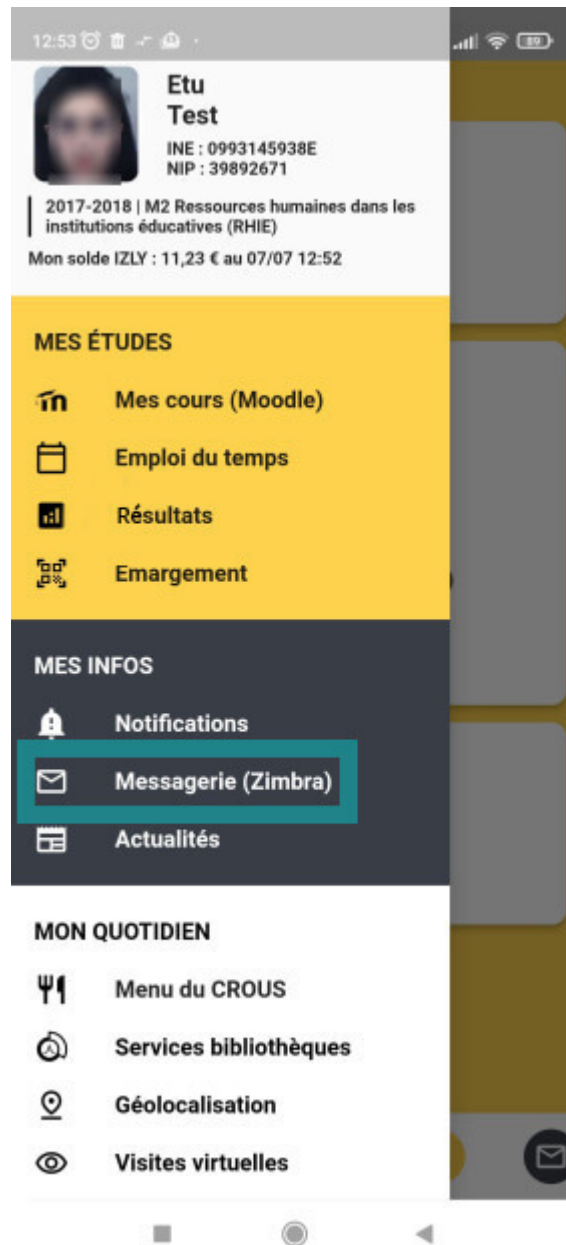 12:53
89
Etu
Test
INE : 0993145938E
NIP : 39892671
2017-2018 | M2 Ressources humaines dans les
institutions éducatives (RHIE)
Mon solde IZLY : 11,23 € au 07/07 12:52
MES ÉTUDES
Mes cours (Moodle)
Emploi du temps
Résultats
Emargement
MES INFOS
Notifications
Messagerie (Zimbra)
Actualités
MON QUOTIDIEN
Menu du CROUS
Services bibliothèques
Géolocalisation
Visites virtuelles